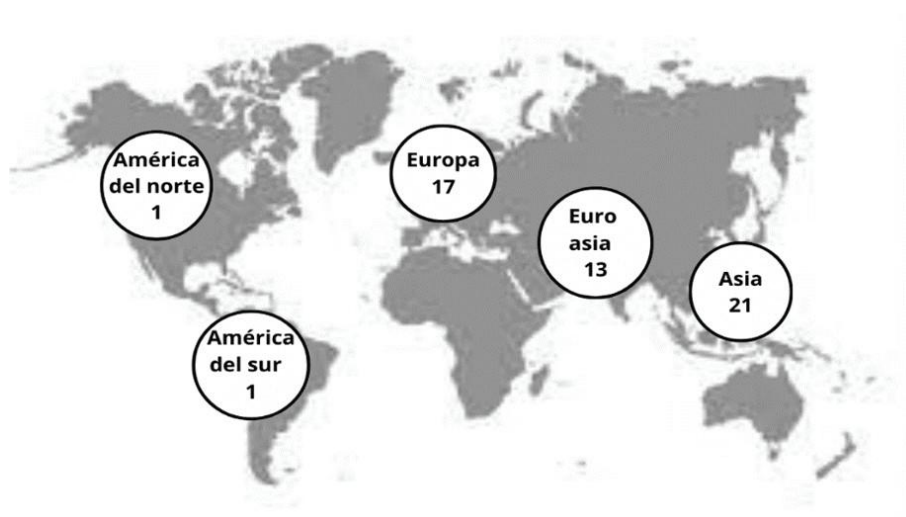 América
del norte
1
Europa
17
Euro
asia
13
Asia
21
América
del sur
1